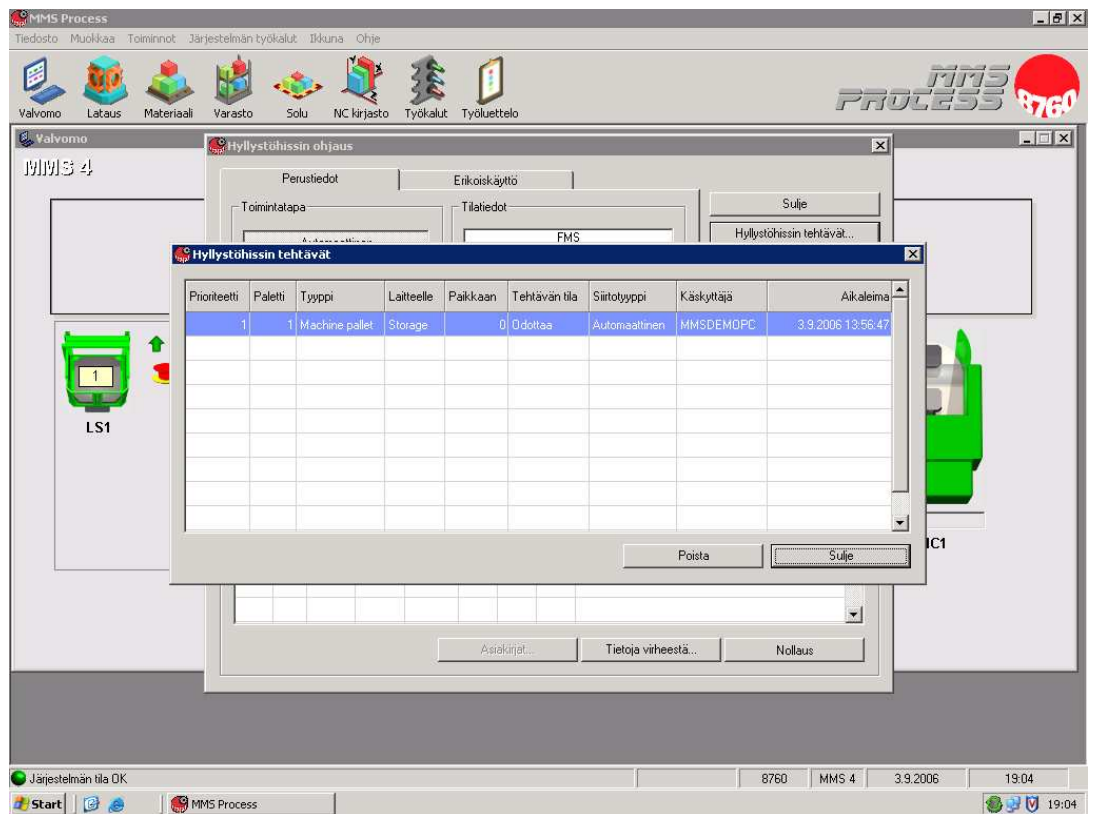 MMS Process
Tiedosto Muokkaa Toiminnot Järjestelmän työkalut Ikkuna Ohje
Valvomo Lataus Materiaali Varasto Solu NC kirjasto Työkalut Työluettelo
MMS PROCESS 8760
Valvomo
MMS 4
Hyllystöhissin ohjaus
Perustiedot Erikoiskäyttö
Toimintatapa Tilatiedot Sulje
Automaattinen FMS Hyllystöhissin tehtävät...
Hyllystöhissin tehtävät
Prioriteetti Paletti Tyyppi Laitteelle Paikkaan Tehtävän tila Siirtotyyppi Käskyttäjä Aikaleima
1 1 Machine pallet Storage 0 Odottaa Automaattinen MMSDEMOPC 3.9.2006 13:56:47
1
LS1
IC1
Poista Sulje
Asiakirjat... Tietoja virheestä... Nollaus
Järjestelmän tila OK 8760 MMS 4 3.9.2006 19:04
Start MMS Process 19:04